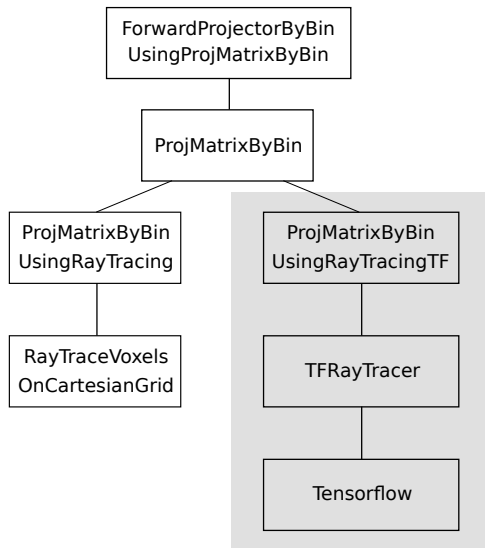 ForwardProjectorByBin
UsingProjMatrixByBin
ProjMatrixByBin
ProjMatrixByBin
UsingRayTracing
ProjMatrixByBin
UsingRayTracingTF
RayTraceVoxels
OnCartesianGrid
TFRayTracer
Tensorflow